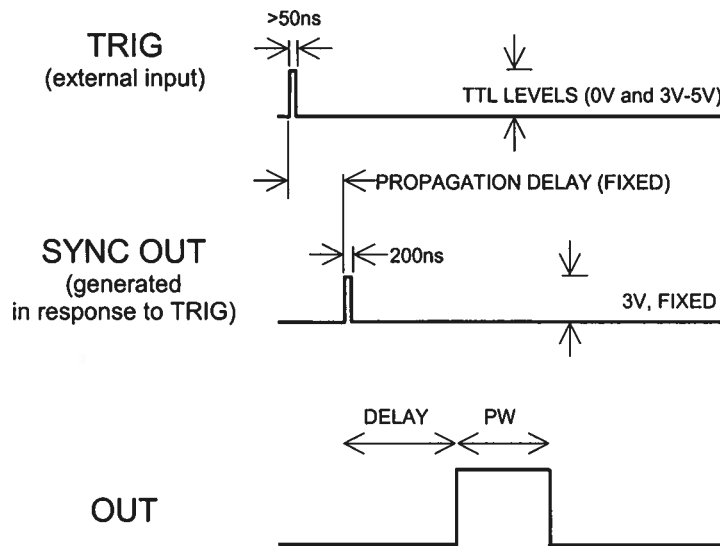 >50ns
TRIG
(external input)
TTL LEVELS (0V and 3V-5V)
PROPAGATION DELAY (FIXED)
SYNC OUT
(generated
in response to TRIG)
200ns
3V, FIXED
DELAY
PW
OUT